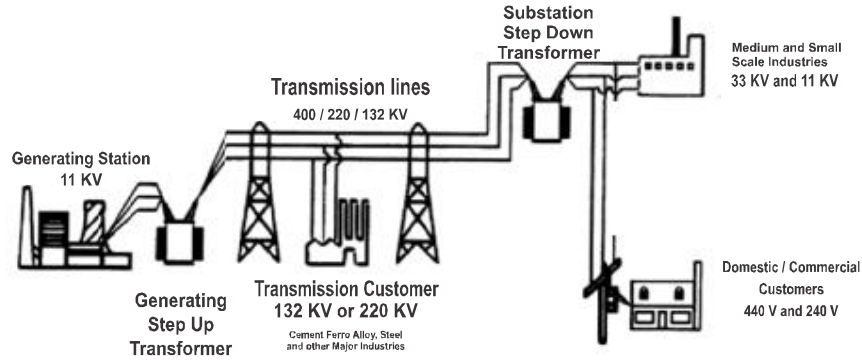 Generating Station
11 KV
Generating
Step Up
Transformer
Transmission lines
400 / 220 / 132 KV
Transmission Customer
132 KV or 220 KV
Cement Ferro Alloy, Steel
and other Major Industries
Substation
Step Down
Transformer
Medium and Small
Scale Industries
33 KV and 11 KV
Domestic / Commercial
Customers
440 V and 240 V